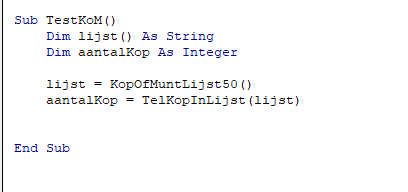 Sub TestKoM()
    Dim lijst() As String
    Dim aantalKop As Integer
    lijst = KopOfMuntLijst50()
    aantalKop = TelKopInLijst(lijst)
End Sub